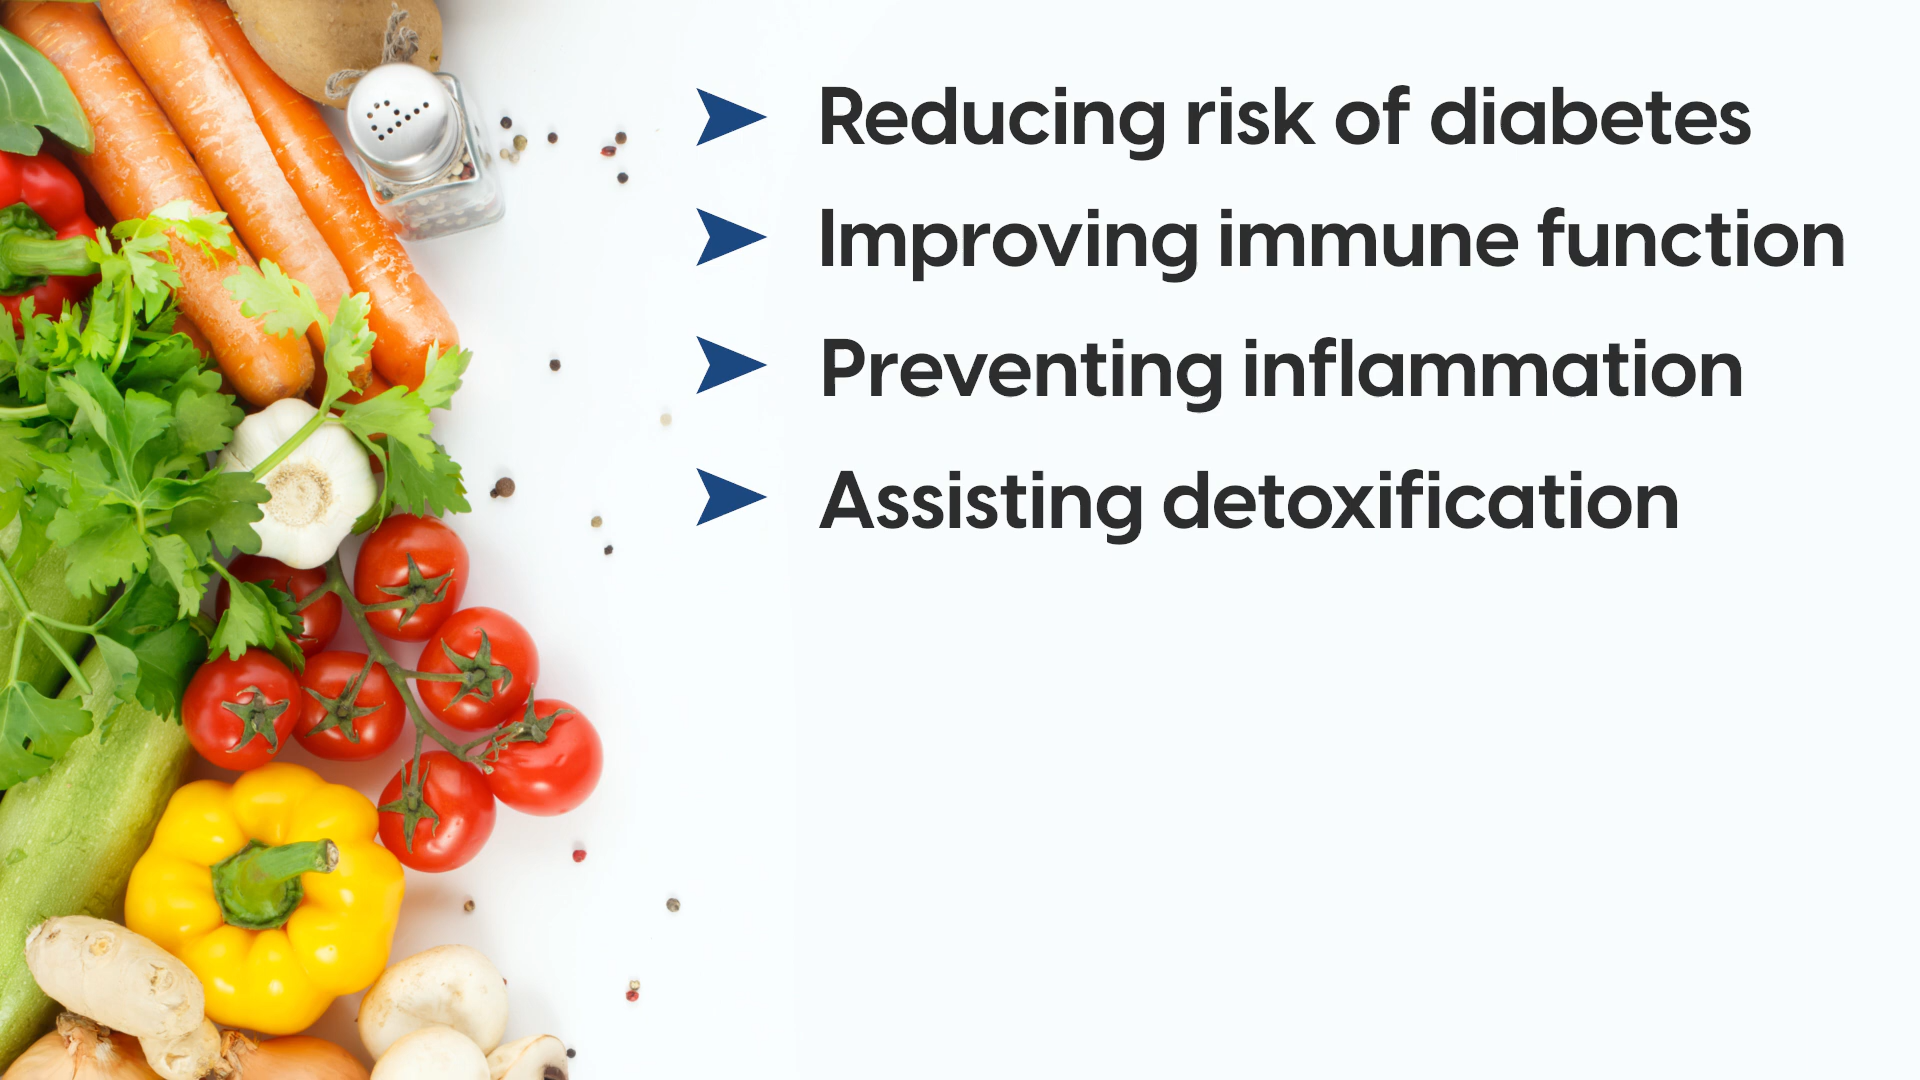 Reducing risk of diabetes
Improving immune function
Preventing inflammation
Assisting detoxification